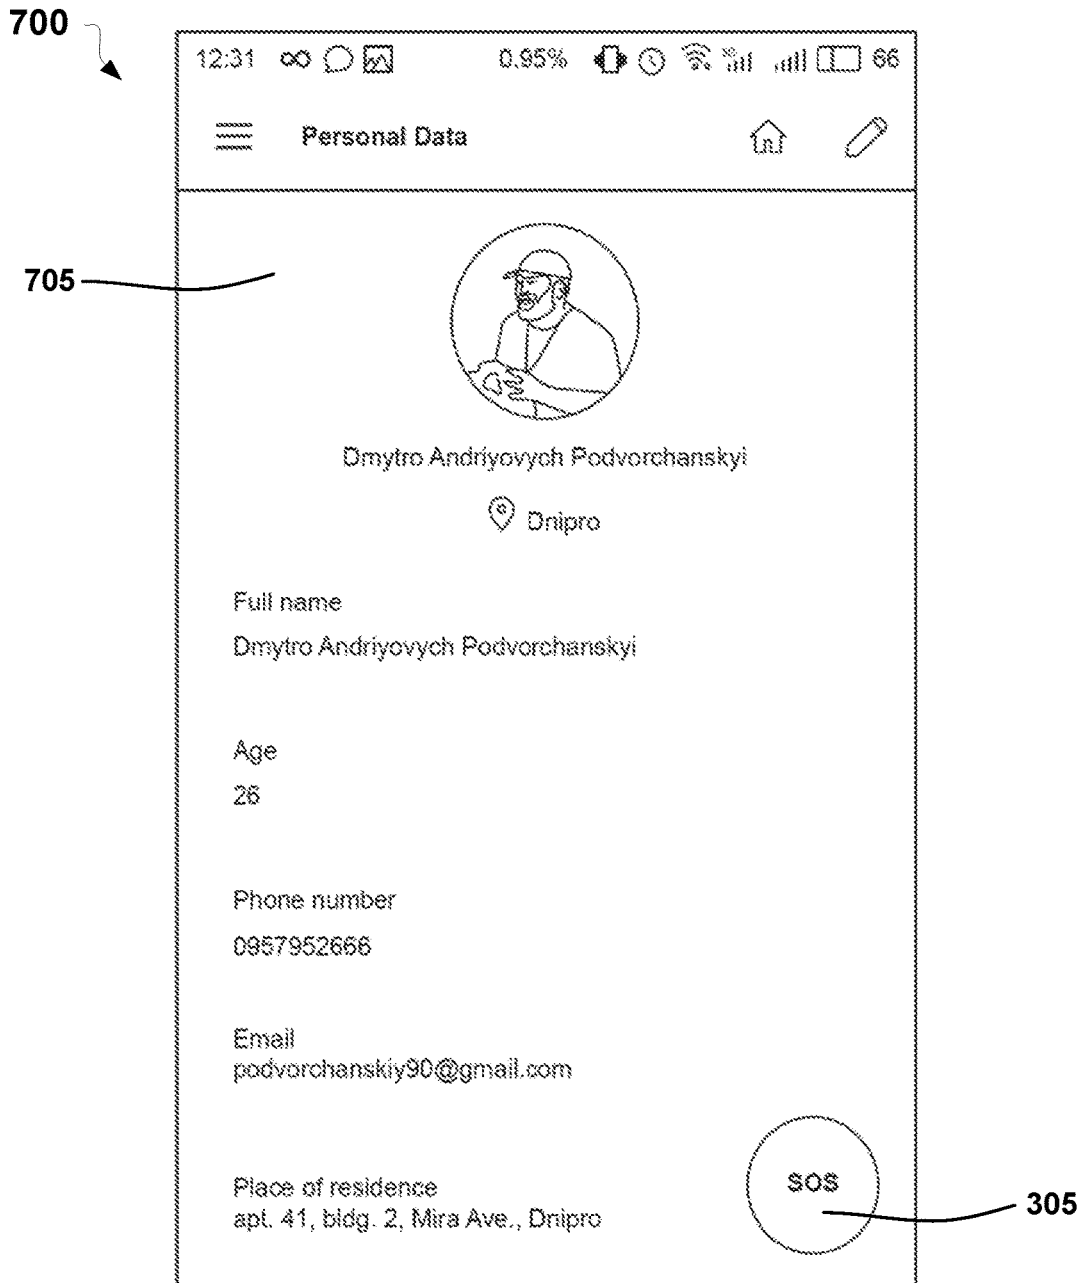 700
12:31 0.95% 66
Personal Data
705
Dmytro Andriyovych Podvorchanskyi
Dnipro
Full name
Dmytro Andriyovych Podvorchanskyi
Age
26
Phone number
0957952666
Email
podvorchanskiy90@gmail.com
Place of residence
apt. 41, bldg. 2, Mira Ave., Dnipro
SOS
305